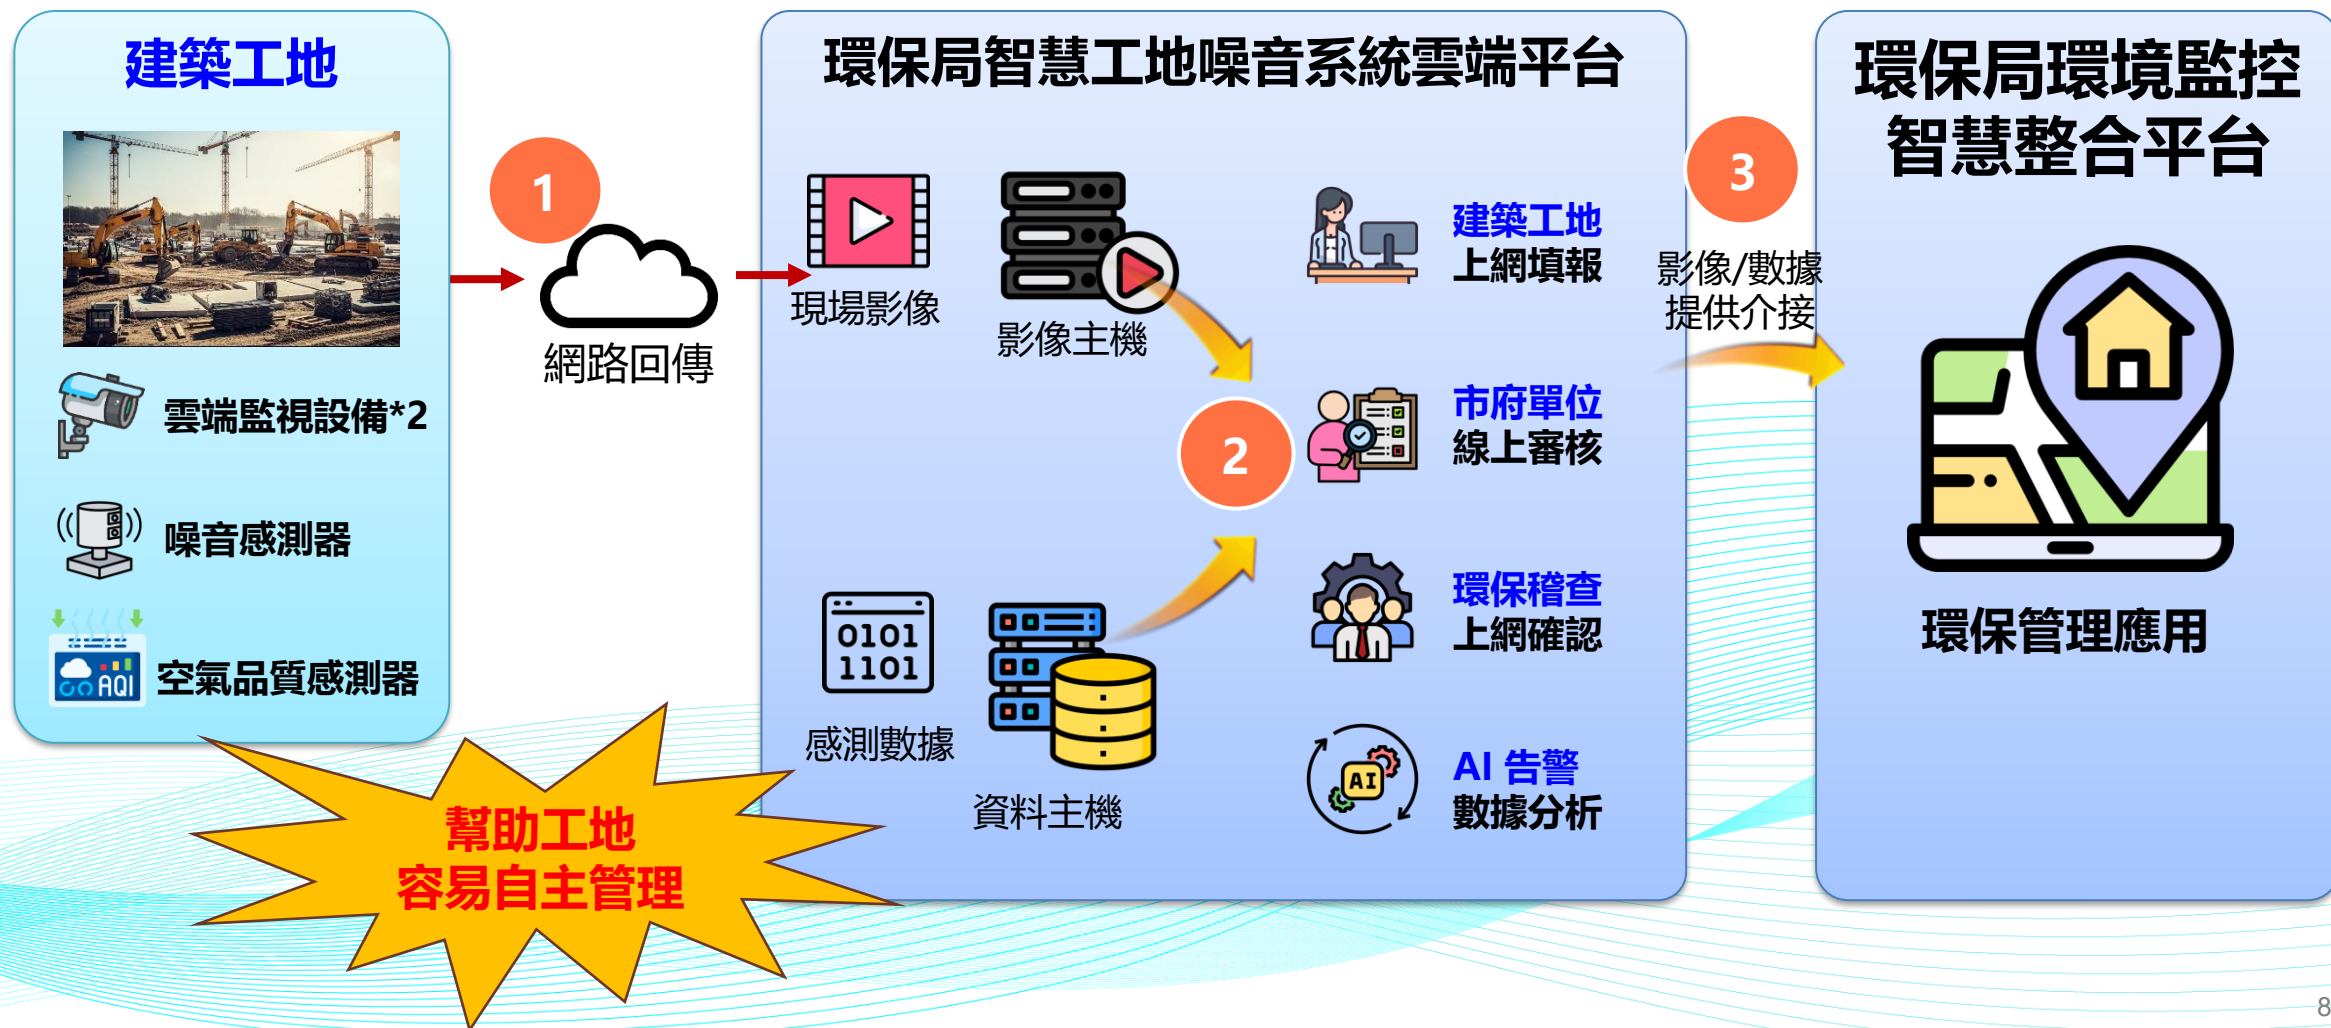 建築工地
雲端監視設備*2
噪音感測器
AQI
空氣品質感測器
1
網路回傳
環保局智慧工地噪音系統雲端平台
現場影像
影像主機
0101
1101
感測數據
資料主機
2
建築工地
上網填報
市府單位
線上審核
環保稽查
上網確認
AI
AI 告警
數據分析
3
影像/數據
提供介接
環保局環境監控
智慧整合平台
環保管理應用
幫助工地
容易自主管理
8